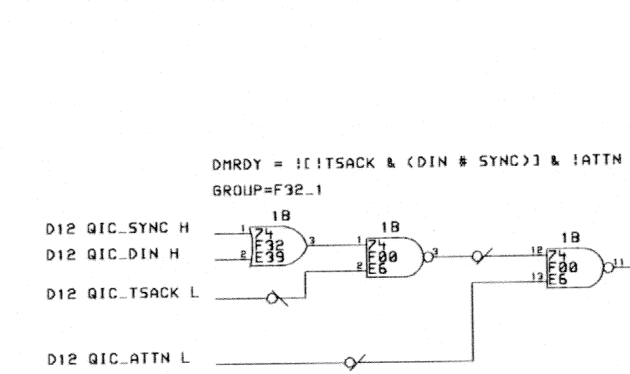 DMRDY = ![!TSACK & (DIN # SYNC)] & !ATTN
GROUP=F32_1
1B
1B
1B
D12 QIC_SYNC H
1
74
F32
E39
3
1
74
F00
E6
3
12
74
F00
E6
11
D12 QIC_DIN H
2
2
13
D12 QIC_TSACK L
D12 QIC_ATTN L